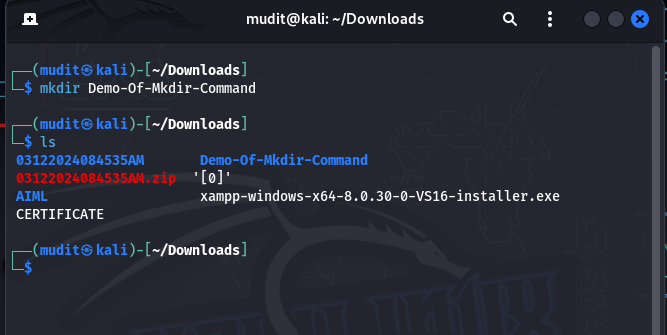 mudit@kali: ~/Downloads
┌──(mudit㉿kali)-[~/Downloads]
└─$ mkdir Demo-Of-Mkdir-Command
┌──(mudit㉿kali)-[~/Downloads]
└─$ ls
03122024084535AM Demo-Of-Mkdir-Command
03122024084535AM.zip '[0]'
AIML xampp-windows-x64-8.0.30-0-VS16-installer.exe
CERTIFICATE
┌──(mudit㉿kali)-[~/Downloads]
└─$